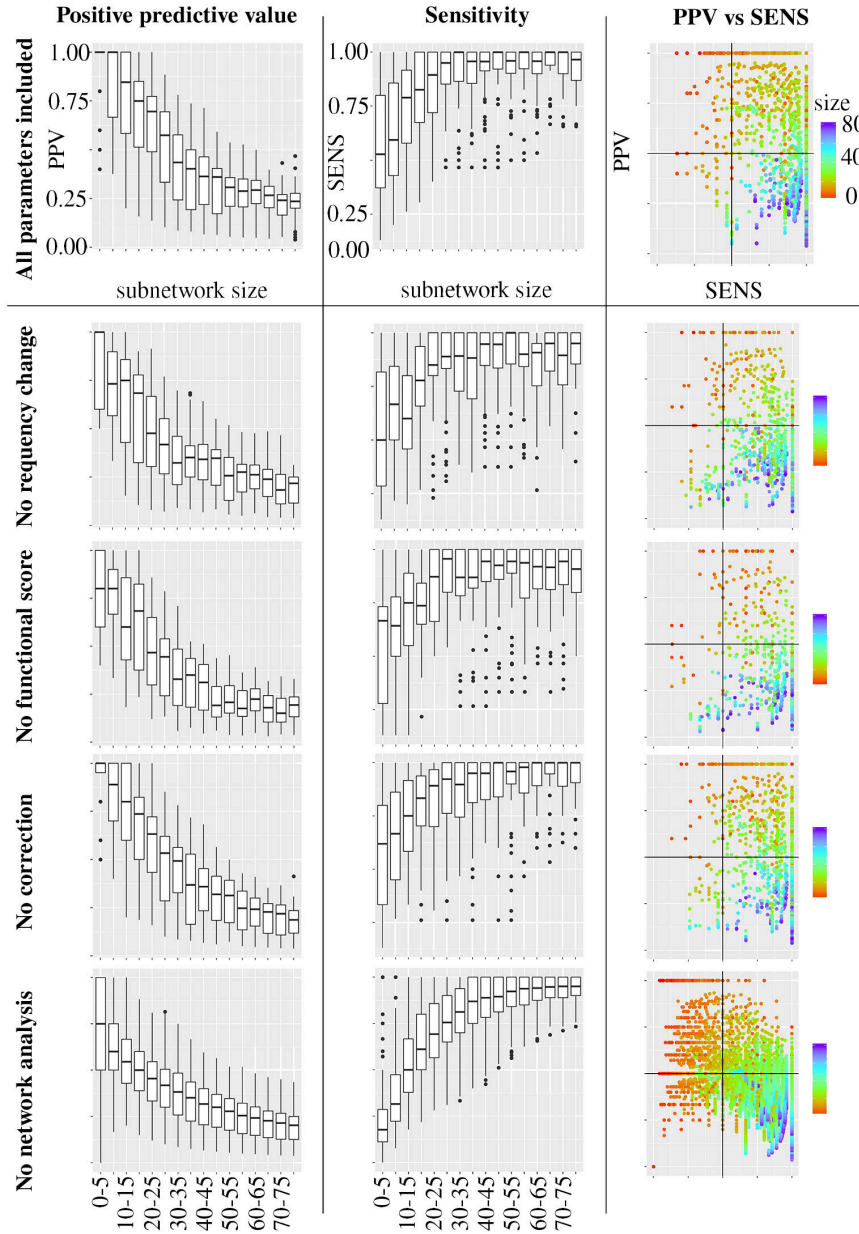 Positive predictive value
Sensitivity
PPV vs SENS
All parameters included
PPV
1.00
0.75
0.25
0.00
subnetwork size
SENS
1.00
0.75
0.25
0.00
subnetwork size
PPV
SENS
size
80
40
0
No requency change
No functional score
No correction
No network analysis
0-5
10-15
20-25
30-35
40-45
50-55
60-65
70-75
0-5
10-15
20-25
30-35
40-45
50-55
60-65
70-75